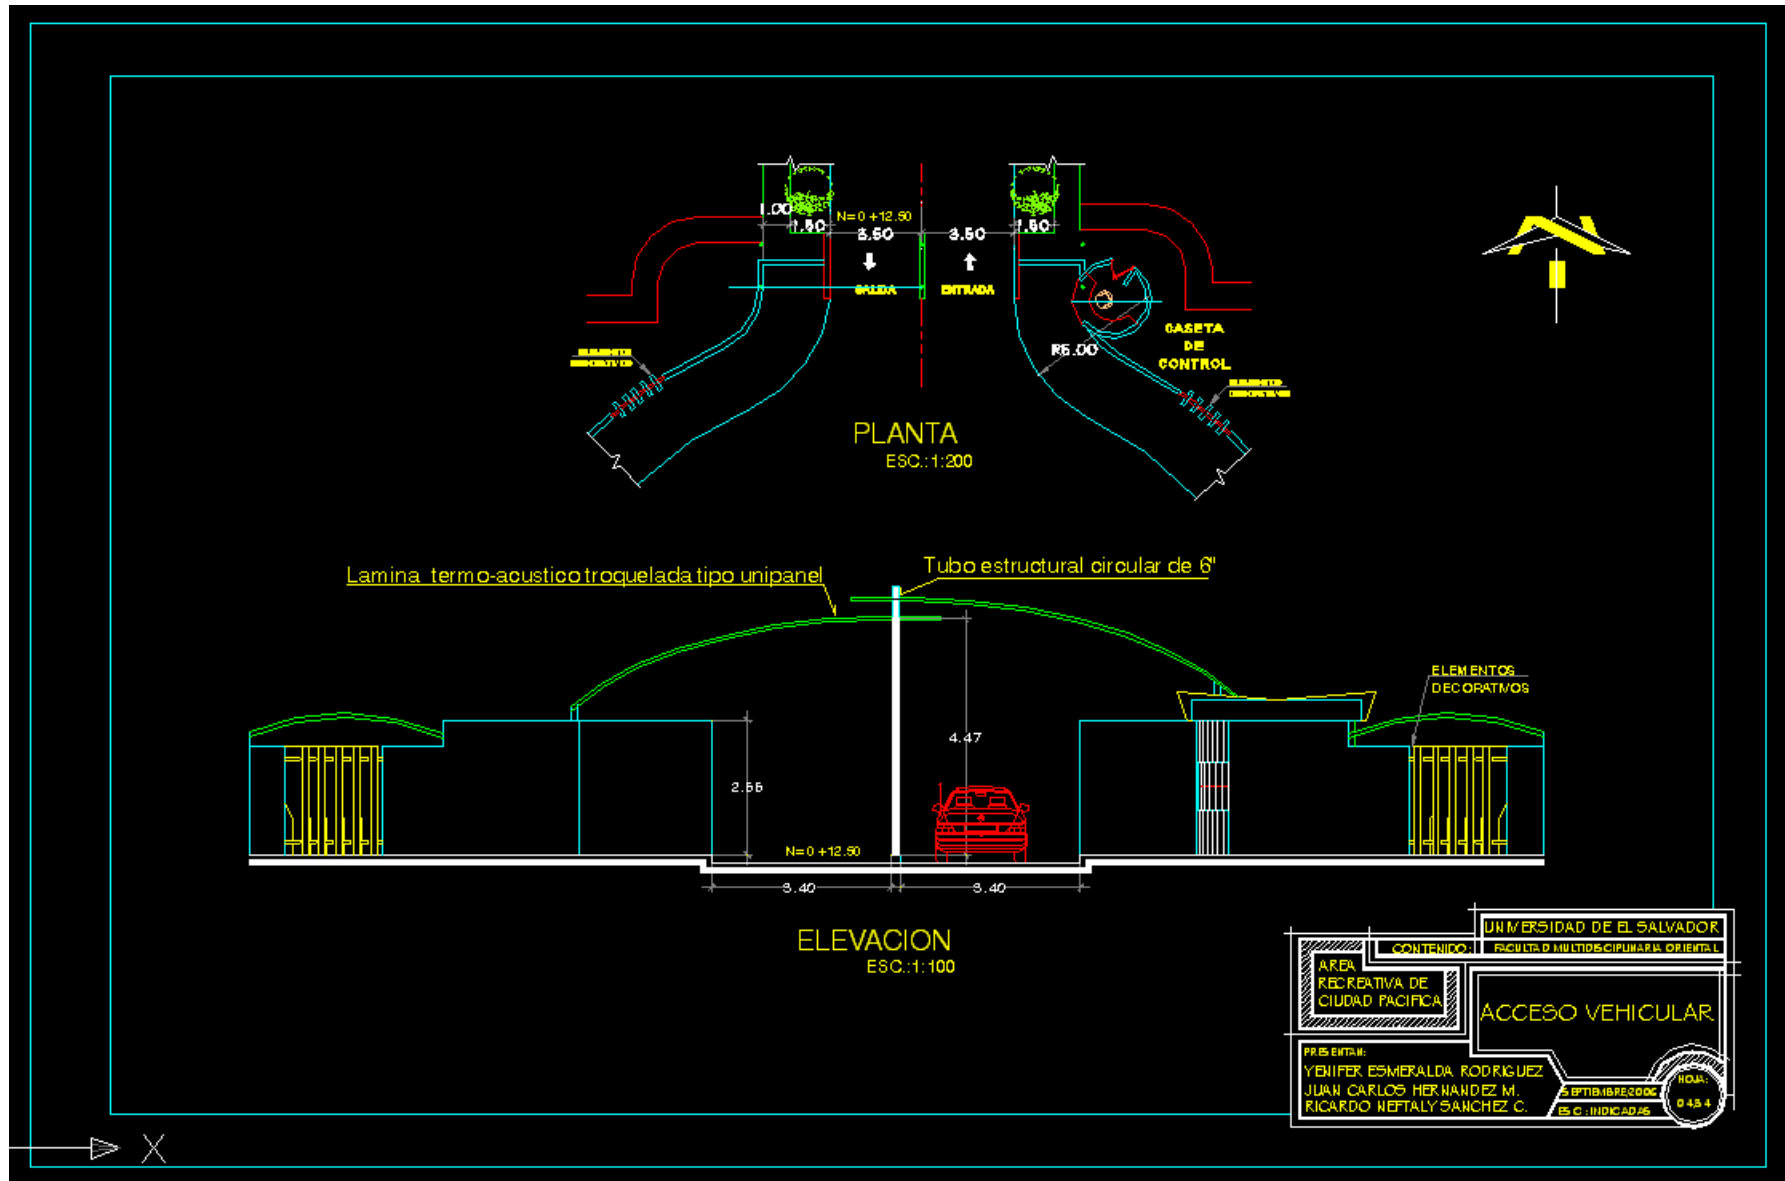 1.00
1.50
N=0+12.50
3.50
3.50
1.50
SALIDA
ENTRADA
CASETA
DE
CONTROL
R5.00
ELEMENTOS
DECORATIVOS
ELEMENTOS
DECORATIVOS
PLANTA
ESC.:1:200
Lamina termo-acustico troquelada tipo unipanel
Tubo estructural circular de 6"
ELEMENTOS
DECORATIVOS
4.47
N=0+12.50
3.40
3.40
ELEVACION
ESC.:1:100
UNIVERSIDAD DE EL SALVADOR
CONTENIDO:
FACULTAD MULTIDISCIPLINARIA ORIENTAL
AREA
RECREATIVA DE
CIUDAD PACIFICA
ACCESO VEHICULAR
PRESENTAN:
YENIFER ESMERALDA RODRIGUEZ
JUAN CARLOS HERNANDEZ M.
RICARDO NEFTALY SANCHEZ C.
ESC:INDICADAS
HOJA:
X